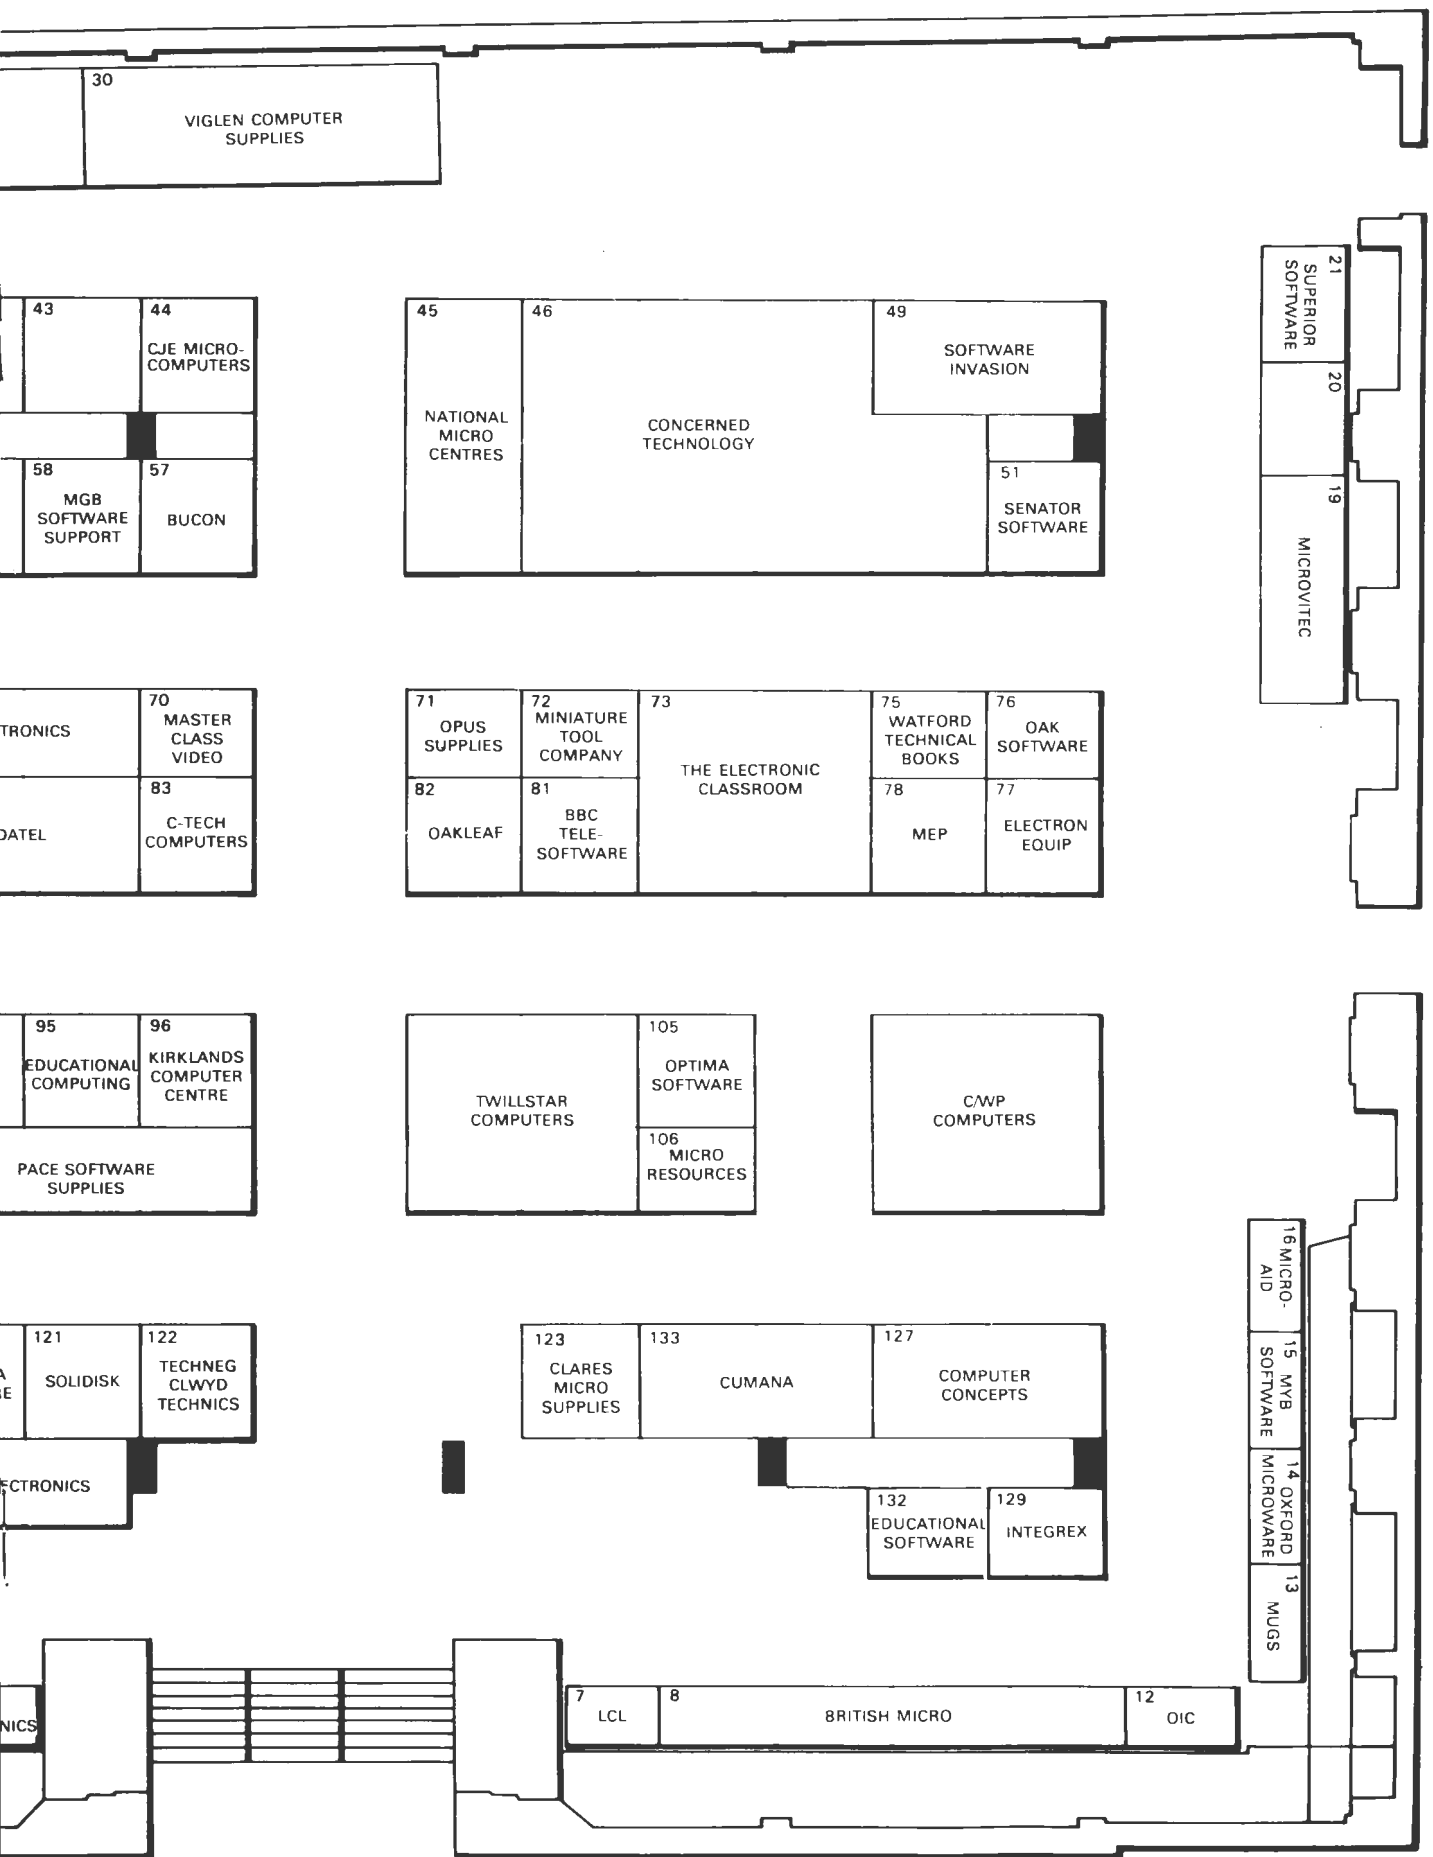 30
VIGLEN COMPUTER
SUPPLIES
21
SUPERIOR
SOFTWARE
20
19
MICROVITEC
43
44
CJE MICRO-
COMPUTERS
58
MGB
SOFTWARE
SUPPORT
57
BUCON
45
NATIONAL
MICRO
CENTRES
46
CONCERNED
TECHNOLOGY
49
SOFTWARE
INVASION
51
SENATOR
SOFTWARE
TRONICS
70
MASTER
CLASS
VIDEO
DATEL
83
C-TECH
COMPUTERS
71
OPUS
SUPPLIES
72
MINIATURE
TOOL
COMPANY
73
THE ELECTRONIC
CLASSROOM
75
WATFORD
TECHNICAL
BOOKS
76
OAK
SOFTWARE
82
OAKLEAF
81
BBC
TELE-
SOFTWARE
78
MEP
77
ELECTRON
EQUIP
95
EDUCATIONAL
COMPUTING
96
KIRKLANDS
COMPUTER
CENTRE
PACE SOFTWARE
SUPPLIES
TWILLSTAR
COMPUTERS
105
OPTIMA
SOFTWARE
106
MICRO
RESOURCES
C/WP
COMPUTERS
16 MICRO-
AID
15 MYB
SOFTWARE
14 OXFORD
MICROWARE
13
MUGS
A
RE
121
SOLIDISK
122
TECHNEG
CLWYD
TECHNICS
ECTRONICS
123
CLARES
MICRO
SUPPLIES
133
CUMANA
127
COMPUTER
CONCEPTS
132
EDUCATIONAL
SOFTWARE
129
INTEGREX
NICS
7
LCL
8
BRITISH MICRO
12
OIC